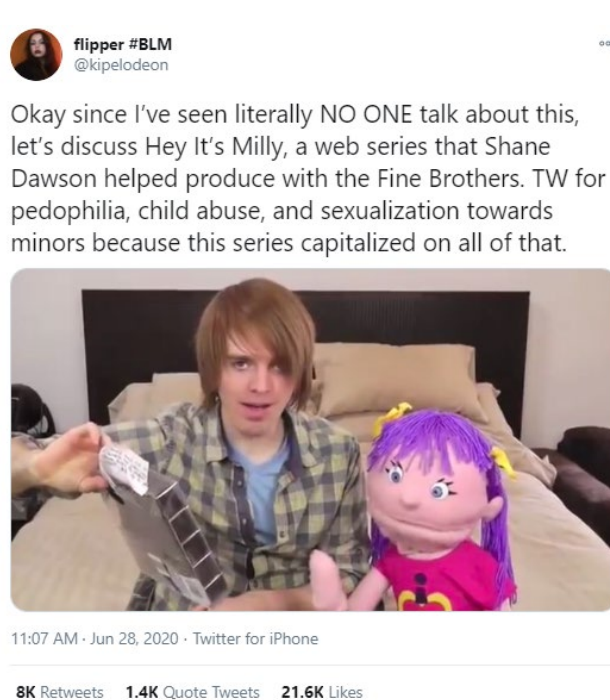 flipper #BLM
@kipelodeon
Okay since I've seen literally NO ONE talk about this,
let's discuss Hey It's Milly, a web series that Shane
Dawson helped produce with the Fine Brothers. TW for
pedophilia, child abuse, and sexualization towards
minors because this series capitalized on all of that.
11:07 AM · Jun 28, 2020 · Twitter for iPhone
8K Retweets 1.4K Quote Tweets 21.6K Likes